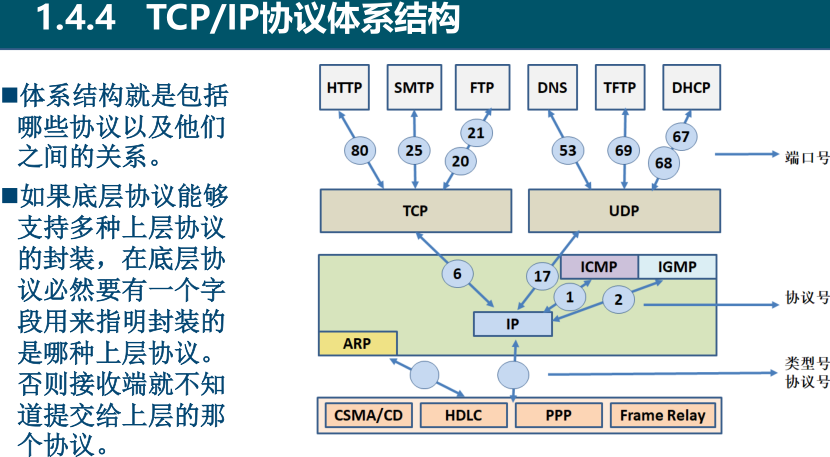 1.4.4 TCP/IP协议体系结构
■体系结构就是包括
哪些协议以及他们
之间的关系。
■如果底层协议能够
支持多种上层协议
的封装，在底层协
议必然要有一个字
段用来指明封装的
是哪种上层协议。
否则接收端就不知
道提交给上层的那
个协议。
HTTP SMTP FTP DNS TFTP DHCP
21
67
80 25 20 53 69 68
端口号
TCP UDP
ICMP IGMP
6 17
1 2
协议号
IP
ARP
类型号
协议号
CSMA/CD HDLC PPP Frame Relay